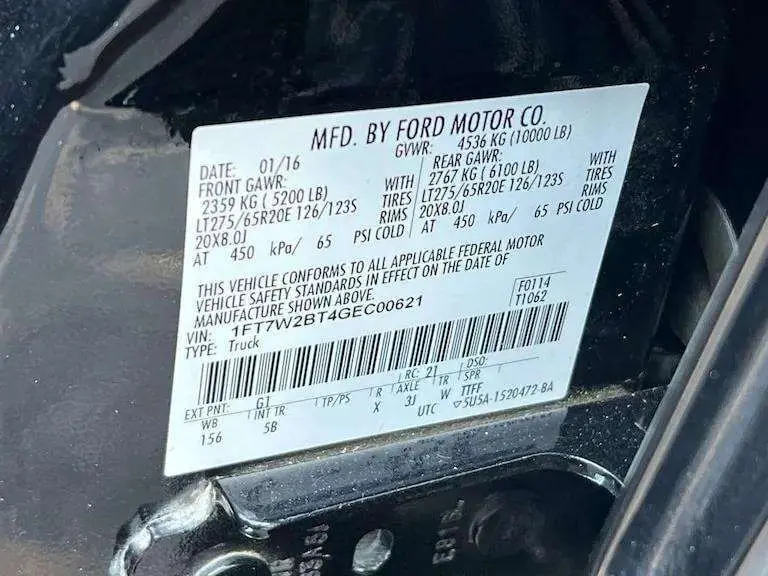 MFD. BY FORD MOTOR CO.
DATE: 01/16 GVWR: 4536 KG (10000 LB)
FRONT GAWR: REAR GAWR:
2359 KG ( 5200 LB) WITH 2767 KG ( 6100 LB) WITH
LT275/65R20E 126/123S TIRES LT275/65R20E 126/123S TIRES
20X8.0J RIMS 20X8.0J RIMS
AT 450 kPa/ 65 PSI COLD AT 450 kPa/ 65 PSI COLD
THIS VEHICLE CONFORMS TO ALL APPLICABLE FEDERAL MOTOR
VEHICLE SAFETY STANDARDS IN EFFECT ON THE DATE OF
MANUFACTURE SHOWN ABOVE.
F0114
VIN: 1FT7W2BT4GEC00621
T1062
TYPE: Truck
EXT PNT: G1 RC: 21 DSO:
WB INT TR TP/PS R AXLE TR SPR
156 5B X 3J W TTFF
UTC ▽5U5A-1520472-BA